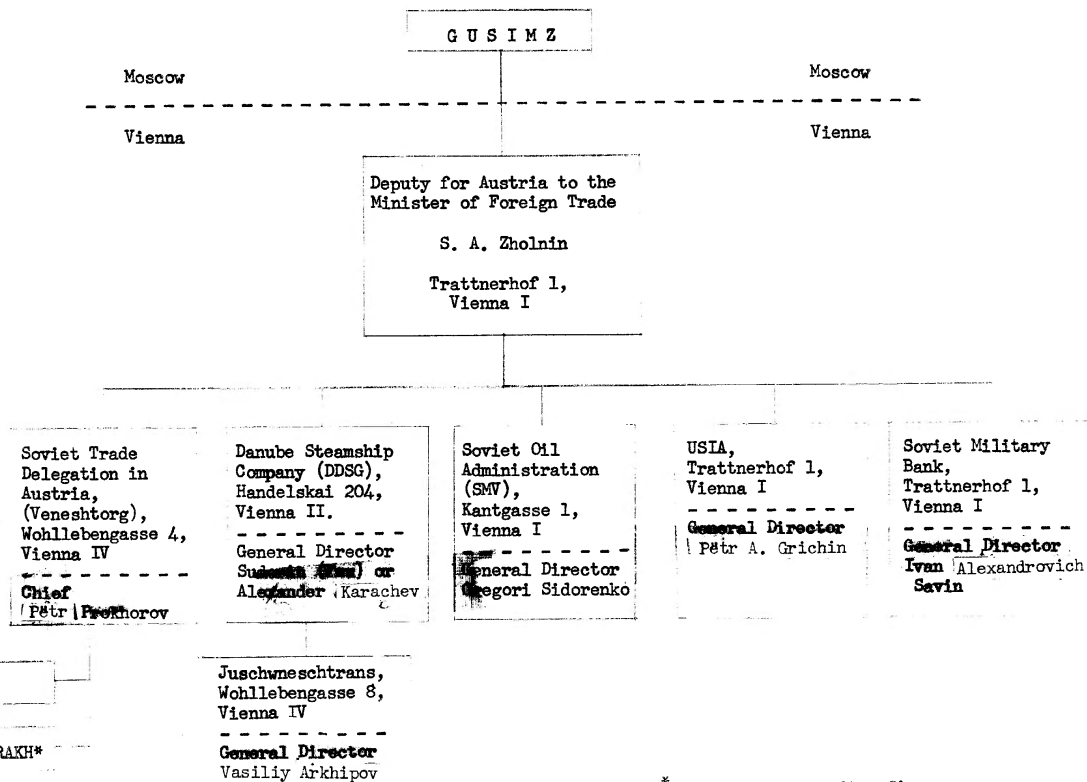 G U S I M Z
Moscow
Moscow
Vienna
Vienna
Deputy for Austria to the
Minister of Foreign Trade
S. A. Zholnin
Trattnerhof 1,
Vienna I
Soviet Trade
Delegation in
Austria,
(Veneshtorg),
Wohllebengasse 4,
Vienna IV
Chief
Pëtr Prokhorov
Danube Steamship
Company (DDSG),
Handelskai 204,
Vienna II.
General Director
or
Alexander Karachev
Soviet Oil
Administration
(SMV),
Kantgasse 1,
Vienna I
General Director
Gregori Sidorenko
USIA,
Trattnerhof 1,
Vienna I
General Director
Pëtr A. Grichin
Soviet Military
Bank,
Trattnerhof 1,
Vienna I
General Director
Ivan Alexandrovich
Savin
Juschwneschtrans,
Wohllebengasse 8,
Vienna IV
General Director
Vasiliy Arkhipov
RAKH*
*